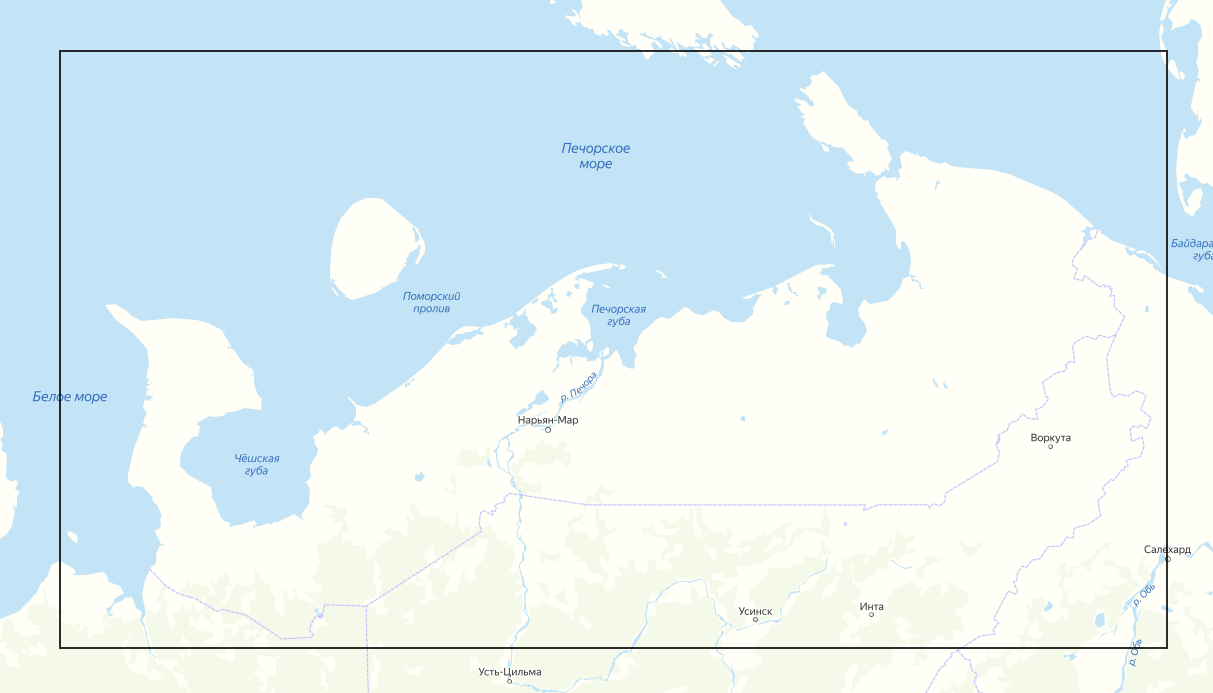 Печорское
море
Байдара
губа
Поморский
пролив
Печорская
губа
Белое море
р. Печора
Нарьян-Мар
Воркута
Чёшская
губа
Салехард
р. Обь
Усинск
Инта
р. Обь
Усть-Цильма